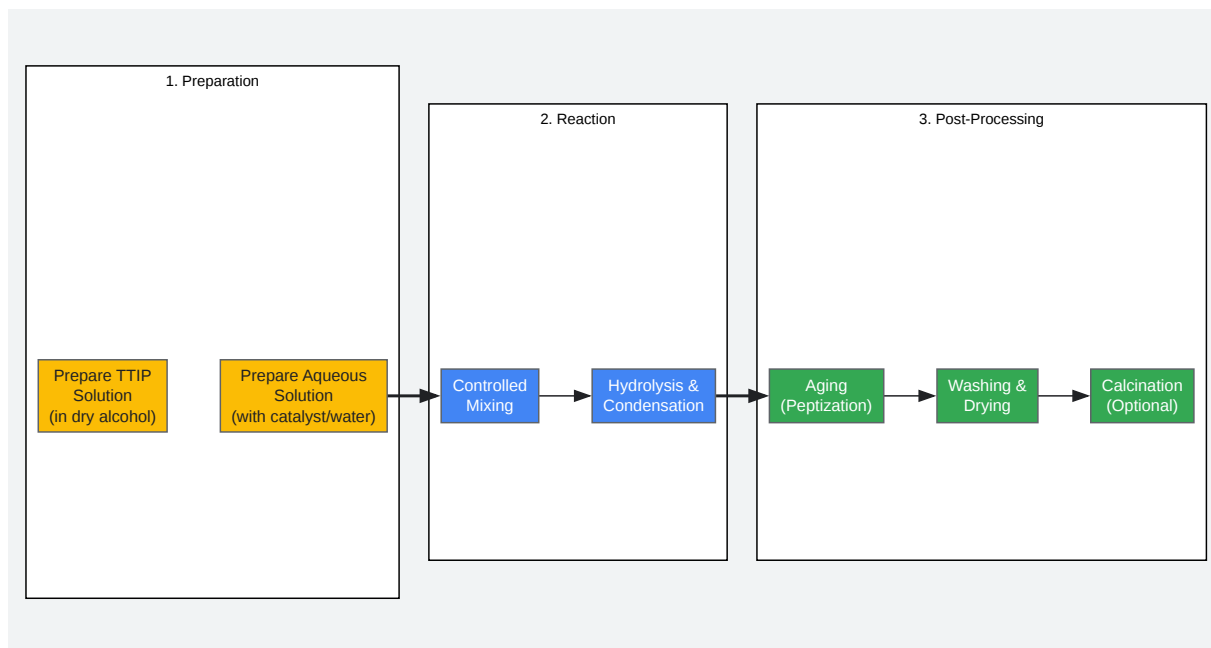 1. Preparation
Prepare TTIP
Solution
(in dry alcohol)
Prepare Aqueous
Solution
(with catalyst/water)
2. Reaction
Controlled
Mixing
Hydrolysis &
Condensation
3. Post-Processing
Aging
(Peptization)
Washing &
Drying
Calcination
(Optional)